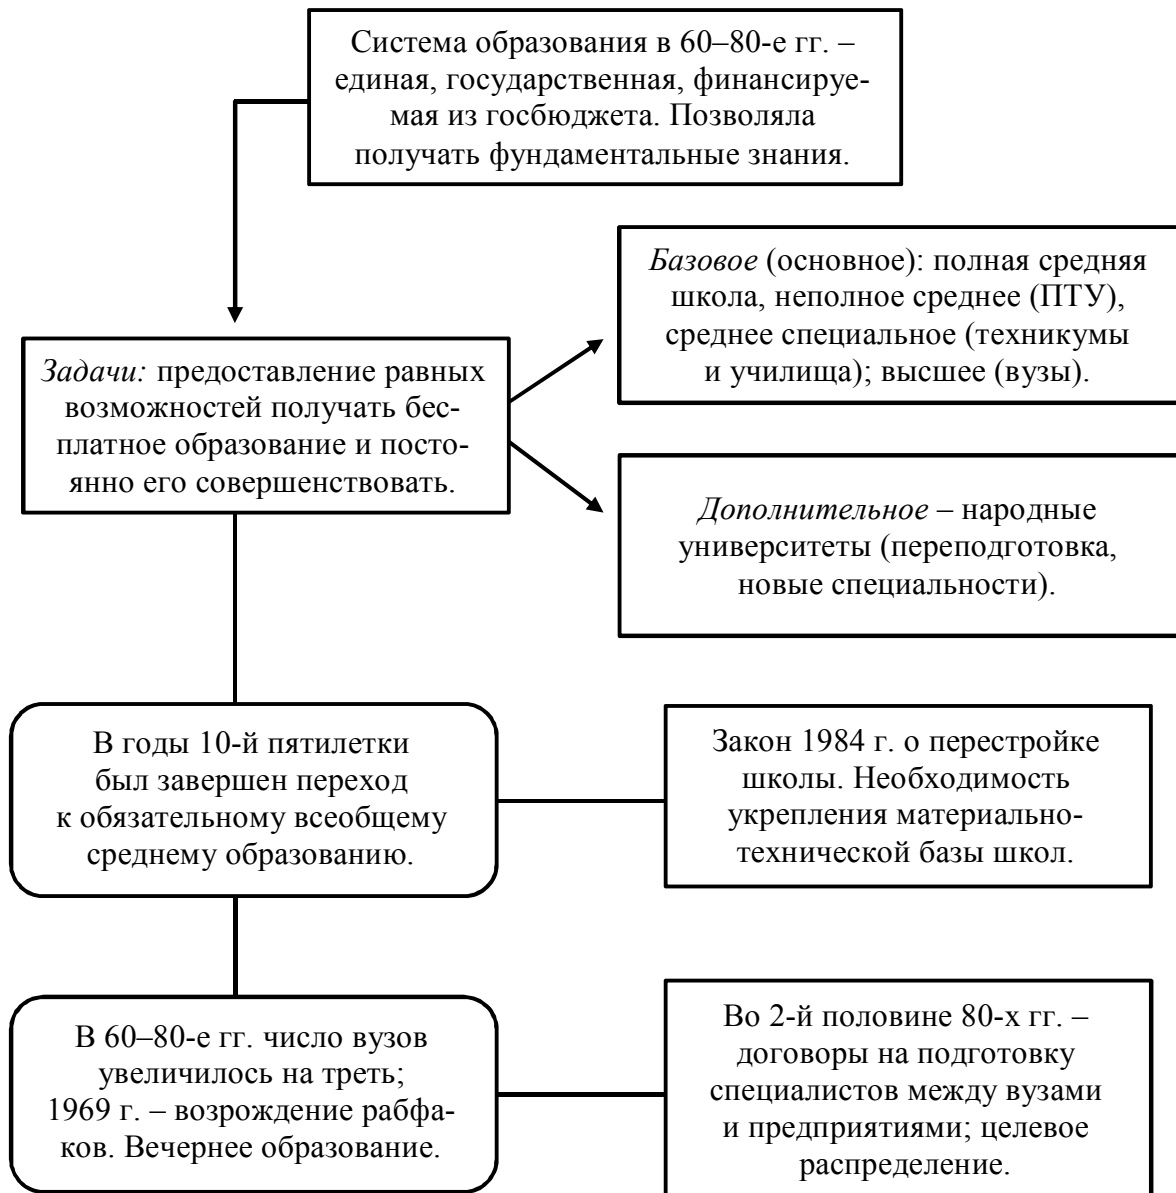 Система образования в 60–80-е гг. –
единая, государственная, финансируе-
мая из госбюджета. Позволяла
получать фундаментальные знания.
Базовое (основное): полная средняя
школа, неполное среднее (ПТУ),
среднее специальное (техникумы
и училища); высшее (вузы).
Задачи: предоставление равных
возможностей получать бес-
платное образование и посто-
янно его совершенствовать.
Дополнительное – народные
университеты (переподготовка,
новые специальности).
В годы 10-й пятилетки
был завершен переход
к обязательному всеобщему
среднему образованию.
Закон 1984 г. о перестройке
школы. Необходимость
укрепления материально-
технической базы школ.
В 60–80-е гг. число вузов
увеличилось на треть;
1969 г. – возрождение рабфа-
ков. Вечернее образование.
Во 2-й половине 80-х гг. –
договоры на подготовку
специалистов между вузами
и предприятиями; целевое
распределение.